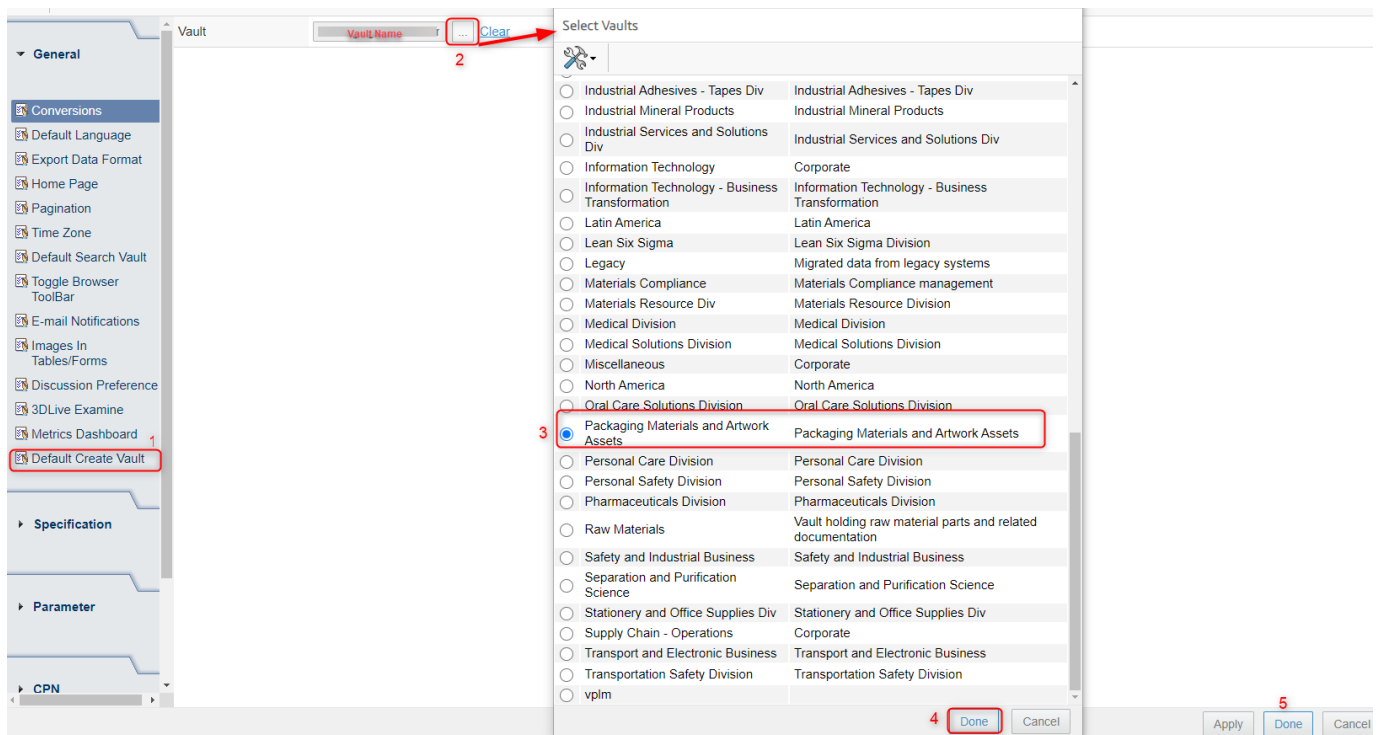 Vault
Vault Name
...
Clear
2
General
Conversions
Default Language
Export Data Format
Home Page
Pagination
Time Zone
Default Search Vault
Toggle Browser
ToolBar
E-mail Notifications
Images In
Tables/Forms
Discussion Preference
3DLive Examine
Metrics Dashboard
1
Default Create Vault
Specification
Parameter
CPN
Select Vaults
Industrial Adhesives - Tapes Div Industrial Adhesives - Tapes Div
Industrial Mineral Products Industrial Mineral Products
Industrial Services and Solutions
Div
Industrial Services and Solutions Div
Information Technology Corporate
Information Technology - Business
Transformation
Information Technology - Business
Transformation
Latin America Latin America
Lean Six Sigma Lean Six Sigma Division
Legacy Migrated data from legacy systems
Materials Compliance Materials Compliance management
Materials Resource Div Materials Resource Division
Medical Division Medical Division
Medical Solutions Division Medical Solutions Division
Miscellaneous Corporate
North America North America
Oral Care Solutions Division Oral Care Solutions Division
3
Packaging Materials and Artwork
Assets
Packaging Materials and Artwork Assets
Personal Care Division Personal Care Division
Personal Safety Division Personal Safety Division
Pharmaceuticals Division Pharmaceuticals Division
Raw Materials
Vault holding raw material parts and related
documentation
Safety and Industrial Business Safety and Industrial Business
Separation and Purification
Science
Separation and Purification Science
Stationery and Office Supplies Div Stationery and Office Supplies Div
Supply Chain - Operations Corporate
Transport and Electronic Business Transport and Electronic Business
Transportation Safety Division Transportation Safety Division
vplm
4 Done Cancel
5
Apply Done Cancel